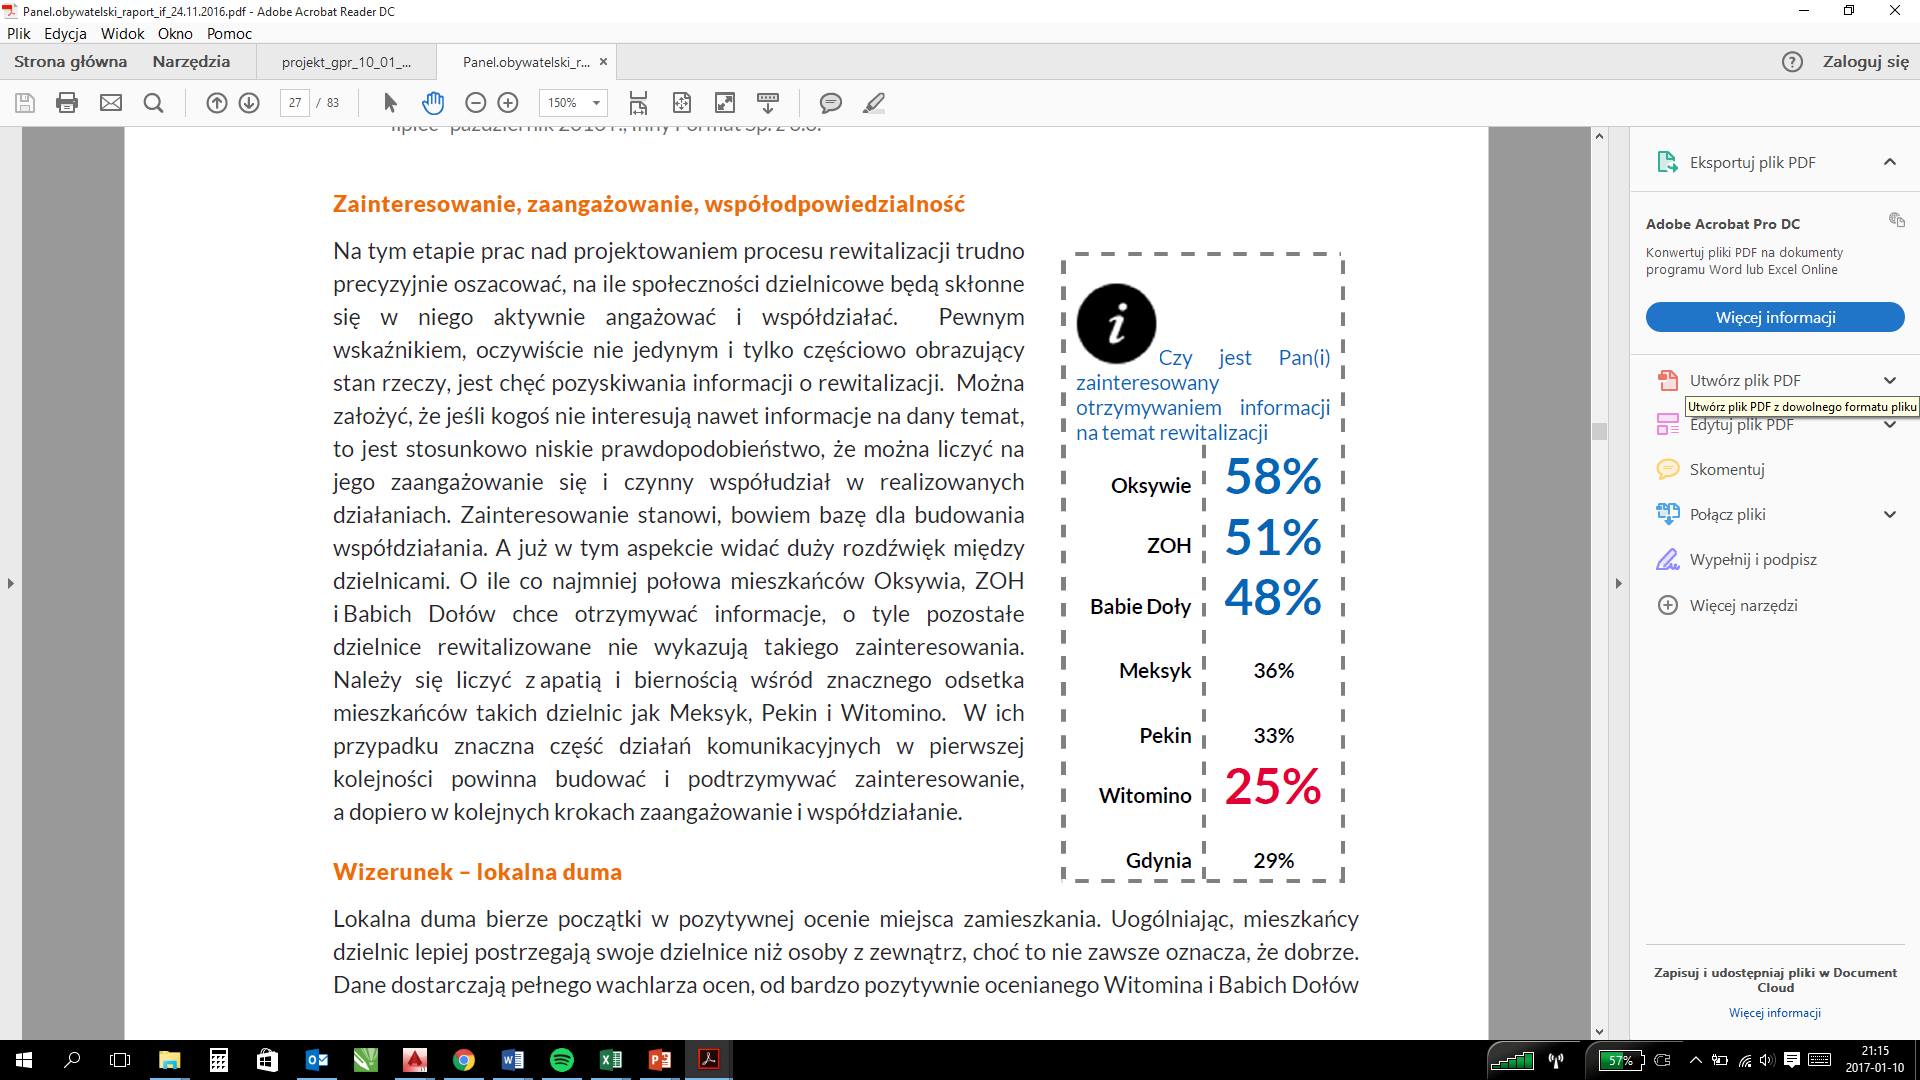 Panel.obywatelski_raport_if_24.11.2016.pdf - Adobe Acrobat Reader DC
Plik Edycja Widok Okno Pomoc
Strona główna Narzędzia projekt_gpr_10_01_... Panel.obywatelski_r... × Zaloguj się
27 / 83 150%
lipiec- październik 2016 r., Inny Format Sp. z o.o.
Zainteresowanie, zaangażowanie, współodpowiedzialność
Na tym etapie prac nad projektowaniem procesu rewitalizacji trudno
precyzyjnie oszacować, na ile społeczności dzielnicowe będą skłonne
się w niego aktywnie angażować i współdziałać. Pewnym
wskaźnikiem, oczywiście nie jedynym i tylko częściowo obrazujący
stan rzeczy, jest chęć pozyskiwania informacji o rewitalizacji. Można
założyć, że jeśli kogoś nie interesują nawet informacje na dany temat,
to jest stosunkowo niskie prawdopodobieństwo, że można liczyć na
jego zaangażowanie się i czynny współudział w realizowanych
działaniach. Zainteresowanie stanowi, bowiem bazę dla budowania
współdziałania. A już w tym aspekcie widać duży rozdźwięk między
dzielnicami. O ile co najmniej połowa mieszkańców Oksywia, ZOH
i Babich Dołów chce otrzymywać informacje, o tyle pozostałe
dzielnice rewitalizowane nie wykazują takiego zainteresowania.
Należy się liczyć z apatią i biernością wśród znacznego odsetka
mieszkańców takich dzielnic jak Meksyk, Pekin i Witomino. W ich
przypadku znaczna część działań komunikacyjnych w pierwszej
kolejności powinna budować i podtrzymywać zainteresowanie,
a dopiero w kolejnych krokach zaangażowanie i współdziałanie.
i
Czy jest Pan(i)
zainteresowany
otrzymywaniem informacji
na temat rewitalizacji
Oksywie 58%
ZOH 51%
Babie Doły 48%
Meksyk 36%
Pekin 33%
Witomino 25%
Gdynia 29%
Wizerunek – lokalna duma
Lokalna duma bierze początki w pozytywnej ocenie miejsca zamieszkania. Uogólniając, mieszkańcy
dzielnic lepiej postrzegają swoje dzielnice niż osoby z zewnątrz, choć to nie zawsze oznacza, że dobrze.
Dane dostarczają pełnego wachlarza ocen, od bardzo pozytywnie ocenianego Witomina i Babich Dołów
Eksportuj plik PDF
Adobe Acrobat Pro DC
Konwertuj pliki PDF na dokumenty
programu Word lub Excel Online
Więcej informacji
Utwórz plik PDF
Utwórz plik PDF z dowolnego formatu pliku
Edytuj plik PDF
Skomentuj
Połącz pliki
Wypełnij i podpisz
Więcej narzędzi
Zapisuj i udostępniaj pliki w Document
Cloud
Więcej informacji
57%
21:15
2017-01-10